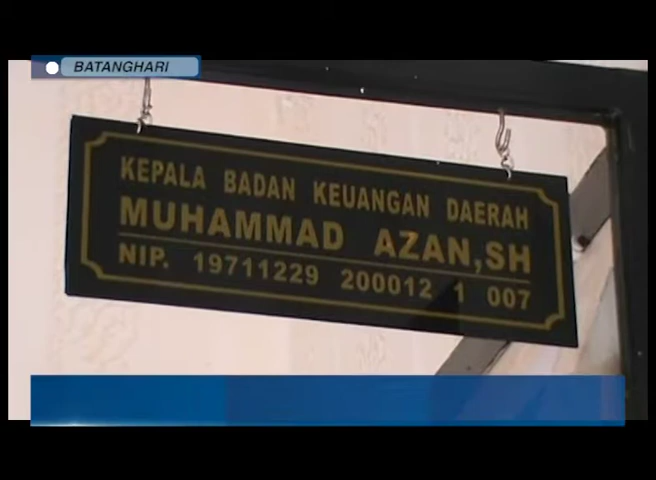 BATANGHARI
KEPALA BADAN KEUANGAN DAERAH
MUHAMMAD AZAN,SH
NIP. 19711229 200012 1 007